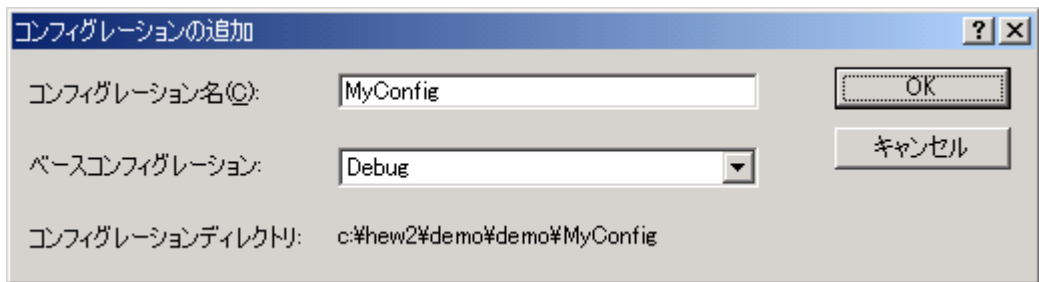 コンフィグレーションの追加
コンフィグレーション名(C): MyConfig OK
ベースコンフィグレーション: Debug キャンセル
コンフィグレーションディレクトリ: c:¥hew2¥demo¥demo¥MyConfig